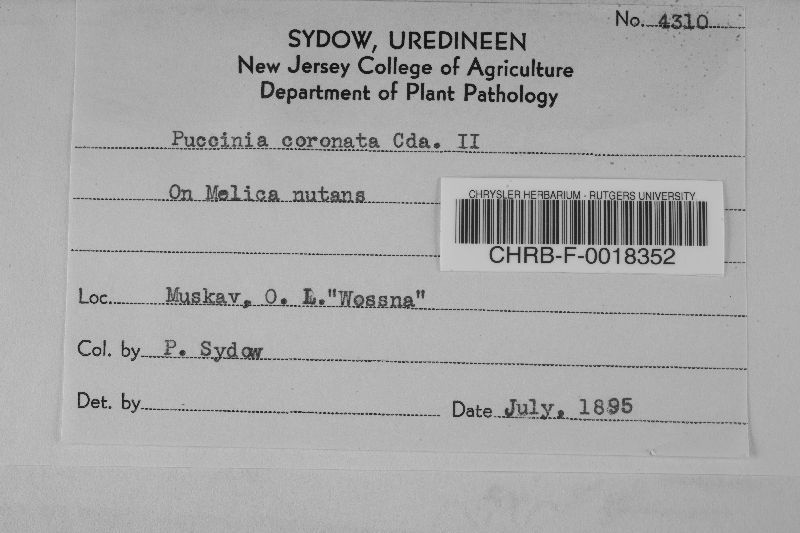 No. 4310
SYDOW, UREDINEEN
New Jersey College of Agriculture
Department of Plant Pathology
Puccinia coronata Cda. II
On Melica nutans
CHRYSLER HERBARIUM - RUTGERS UNIVERSITY
CHRB-F-0018352
Loc. Muskav, O. L. "Wossna"
Col. by P. Sydow
Det. by
Date July, 1895